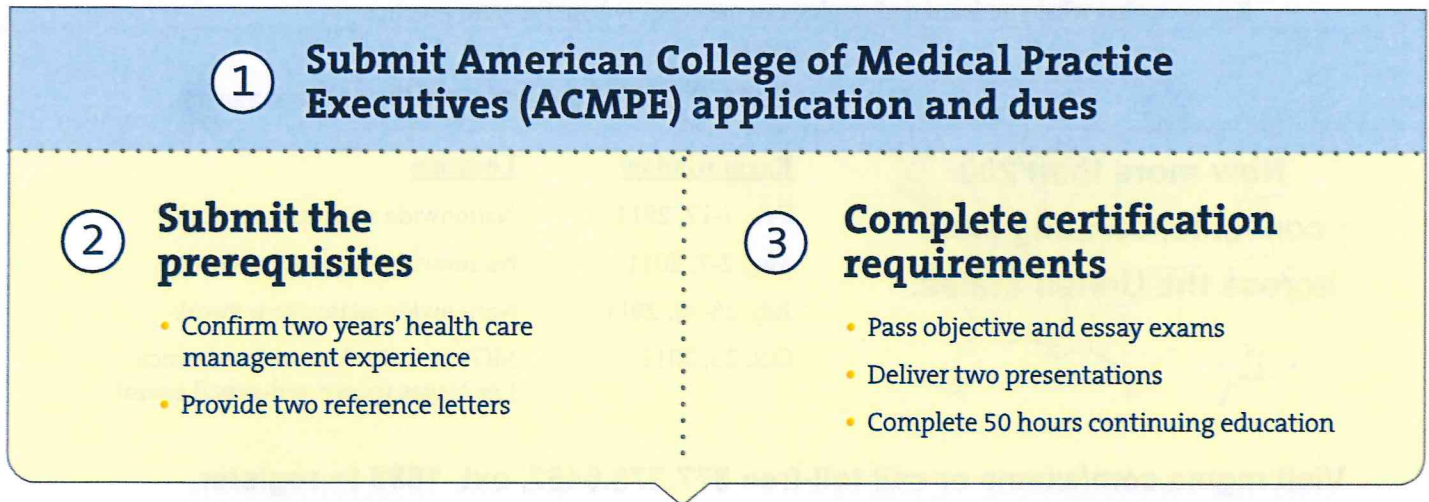 1 Submit American College of Medical Practice
Executives (ACMPE) application and dues
2 Submit the
prerequisites
• Confirm two years' health care
management experience
• Provide two reference letters
3 Complete certification
requirements
• Pass objective and essay exams
• Deliver two presentations
• Complete 50 hours continuing education